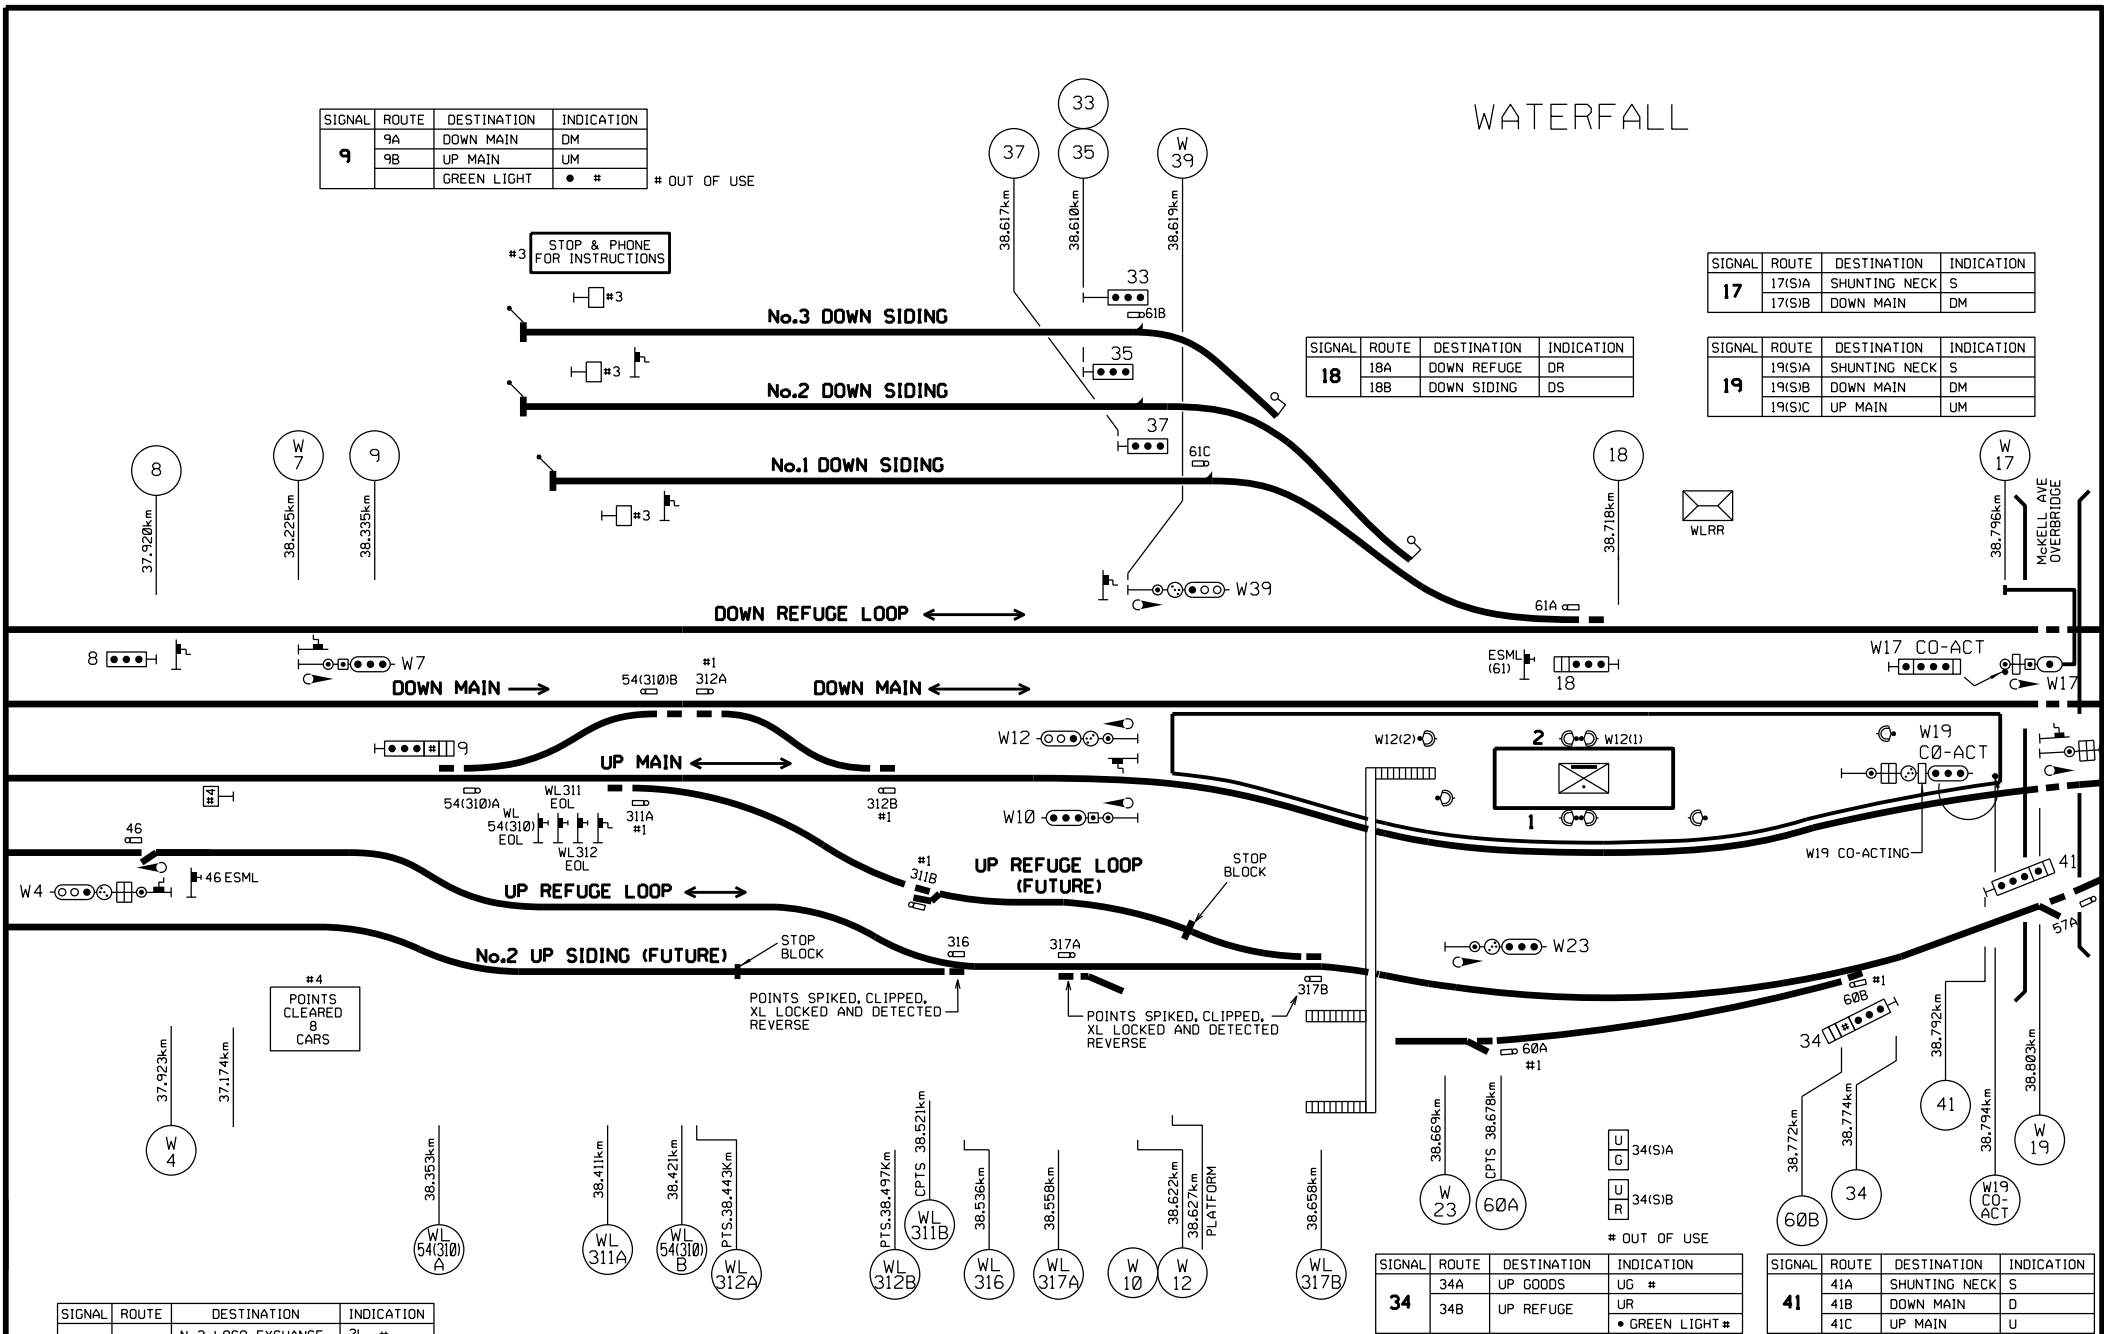 WATERFALL
SIGNAL ROUTE DESTINATION INDICATION
9 9A DOWN MAIN DM
9B UP MAIN UM
GREEN LIGHT ● #
# OUT OF USE
33
37
35
W 39
38.617km
38.610km
38.619km
#3 STOP & PHONE
FOR INSTRUCTIONS
#3
No.3 DOWN SIDING
33
61B
SIGNAL ROUTE DESTINATION INDICATION
17 17(S)A SHUNTING NECK S
17(S)B DOWN MAIN DM
#3
No.2 DOWN SIDING
35
SIGNAL ROUTE DESTINATION INDICATION
18 18A DOWN REFUGE DR
18B DOWN SIDING DS
SIGNAL ROUTE DESTINATION INDICATION
19 19(S)A SHUNTING NECK S
19(S)B DOWN MAIN DM
19(S)C UP MAIN UM
37
61C
No.1 DOWN SIDING
#3
8
W 7
9
18
W 17
37.920km
38.225km
38.335km
38.718km
38.796km
WLRR
McKELL AVE
OVERBRIDGE
W39
61A
DOWN REFUGE LOOP
8
W7
ESML
(61)
18
W17 CO-ACT
W17
DOWN MAIN
54(310)B
#1
312A
DOWN MAIN
9
W12
W12(2)
2
W12(1)
W19
CO-ACT
UP MAIN
#4
54(310)A
WL311
EOL
WL
54(310)
EOL
WL312
EOL
311A
#1
312B
#1
W10
1
W19 CO-ACTING
46
46 ESML
W4
UP REFUGE LOOP
#1
311B
UP REFUGE LOOP
(FUTURE)
STOP
BLOCK
41
57A
No.2 UP SIDING (FUTURE)
STOP
BLOCK
316
317A
317B
W23
#1
60B
34
60A
#1
#4
POINTS
CLEARED
8
CARS
POINTS SPIKED, CLIPPED,
XL LOCKED AND DETECTED
REVERSE
POINTS SPIKED, CLIPPED,
XL LOCKED AND DETECTED
REVERSE
37.923km
37.174km
38.353km
38.411km
38.421km
PTS.38.443Km
PTS.38.497Km
CPTS 38.521km
38.536km
38.558km
38.622km
38.627km
PLATFORM
38.658km
38.669km
CPTS 38.678km
38.772km
38.774km
38.792km
38.794km
38.803km
W 4
WL
54(310)
A
WL
311A
WL
54(310)
B
WL
312A
WL
312B
WL
311B
WL
316
WL
317A
W 10
W 12
WL
317B
W 23
60A
60B
34
41
W19
CO-
ACT
W 19
U G 34(S)A
U R 34(S)B
# OUT OF USE
SIGNAL ROUTE DESTINATION INDICATION
34 34A UP GOODS UG #
34B UP REFUGE UR
● GREEN LIGHT #
SIGNAL ROUTE DESTINATION INDICATION
41 41A SHUNTING NECK S
41B DOWN MAIN D
41C UP MAIN U
SIGNAL ROUTE DESTINATION INDICATION